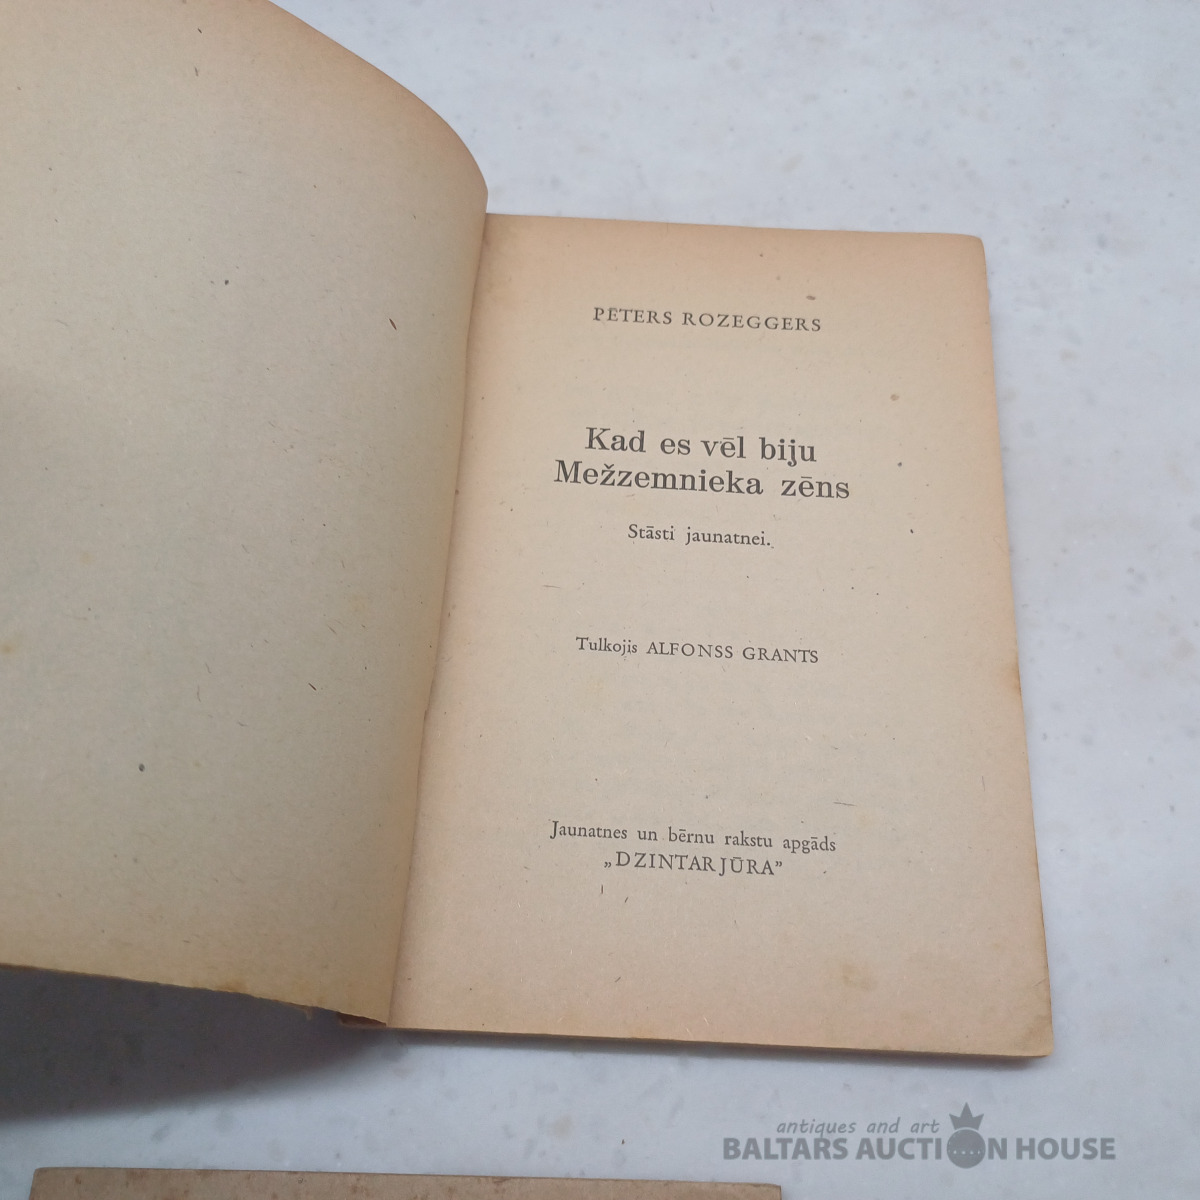 PĒTERS ROZEGGERS
Kad es vēl biju
Mežzemnieka zēns
Stāsti jaunatnei.
Tulkojis ALFONSS GRANTS
Jaunatnes un bērnu rakstu apgāds
„DZINTARJŪRA”
antiques and art
BALTARS AUCTION HOUSE